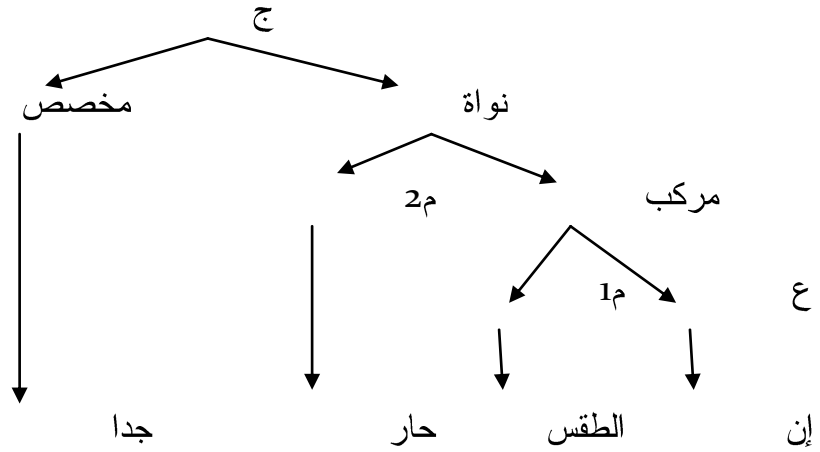 ج
نواة مخصص
مركب م2
ع م1
إن الطقس حار جدا